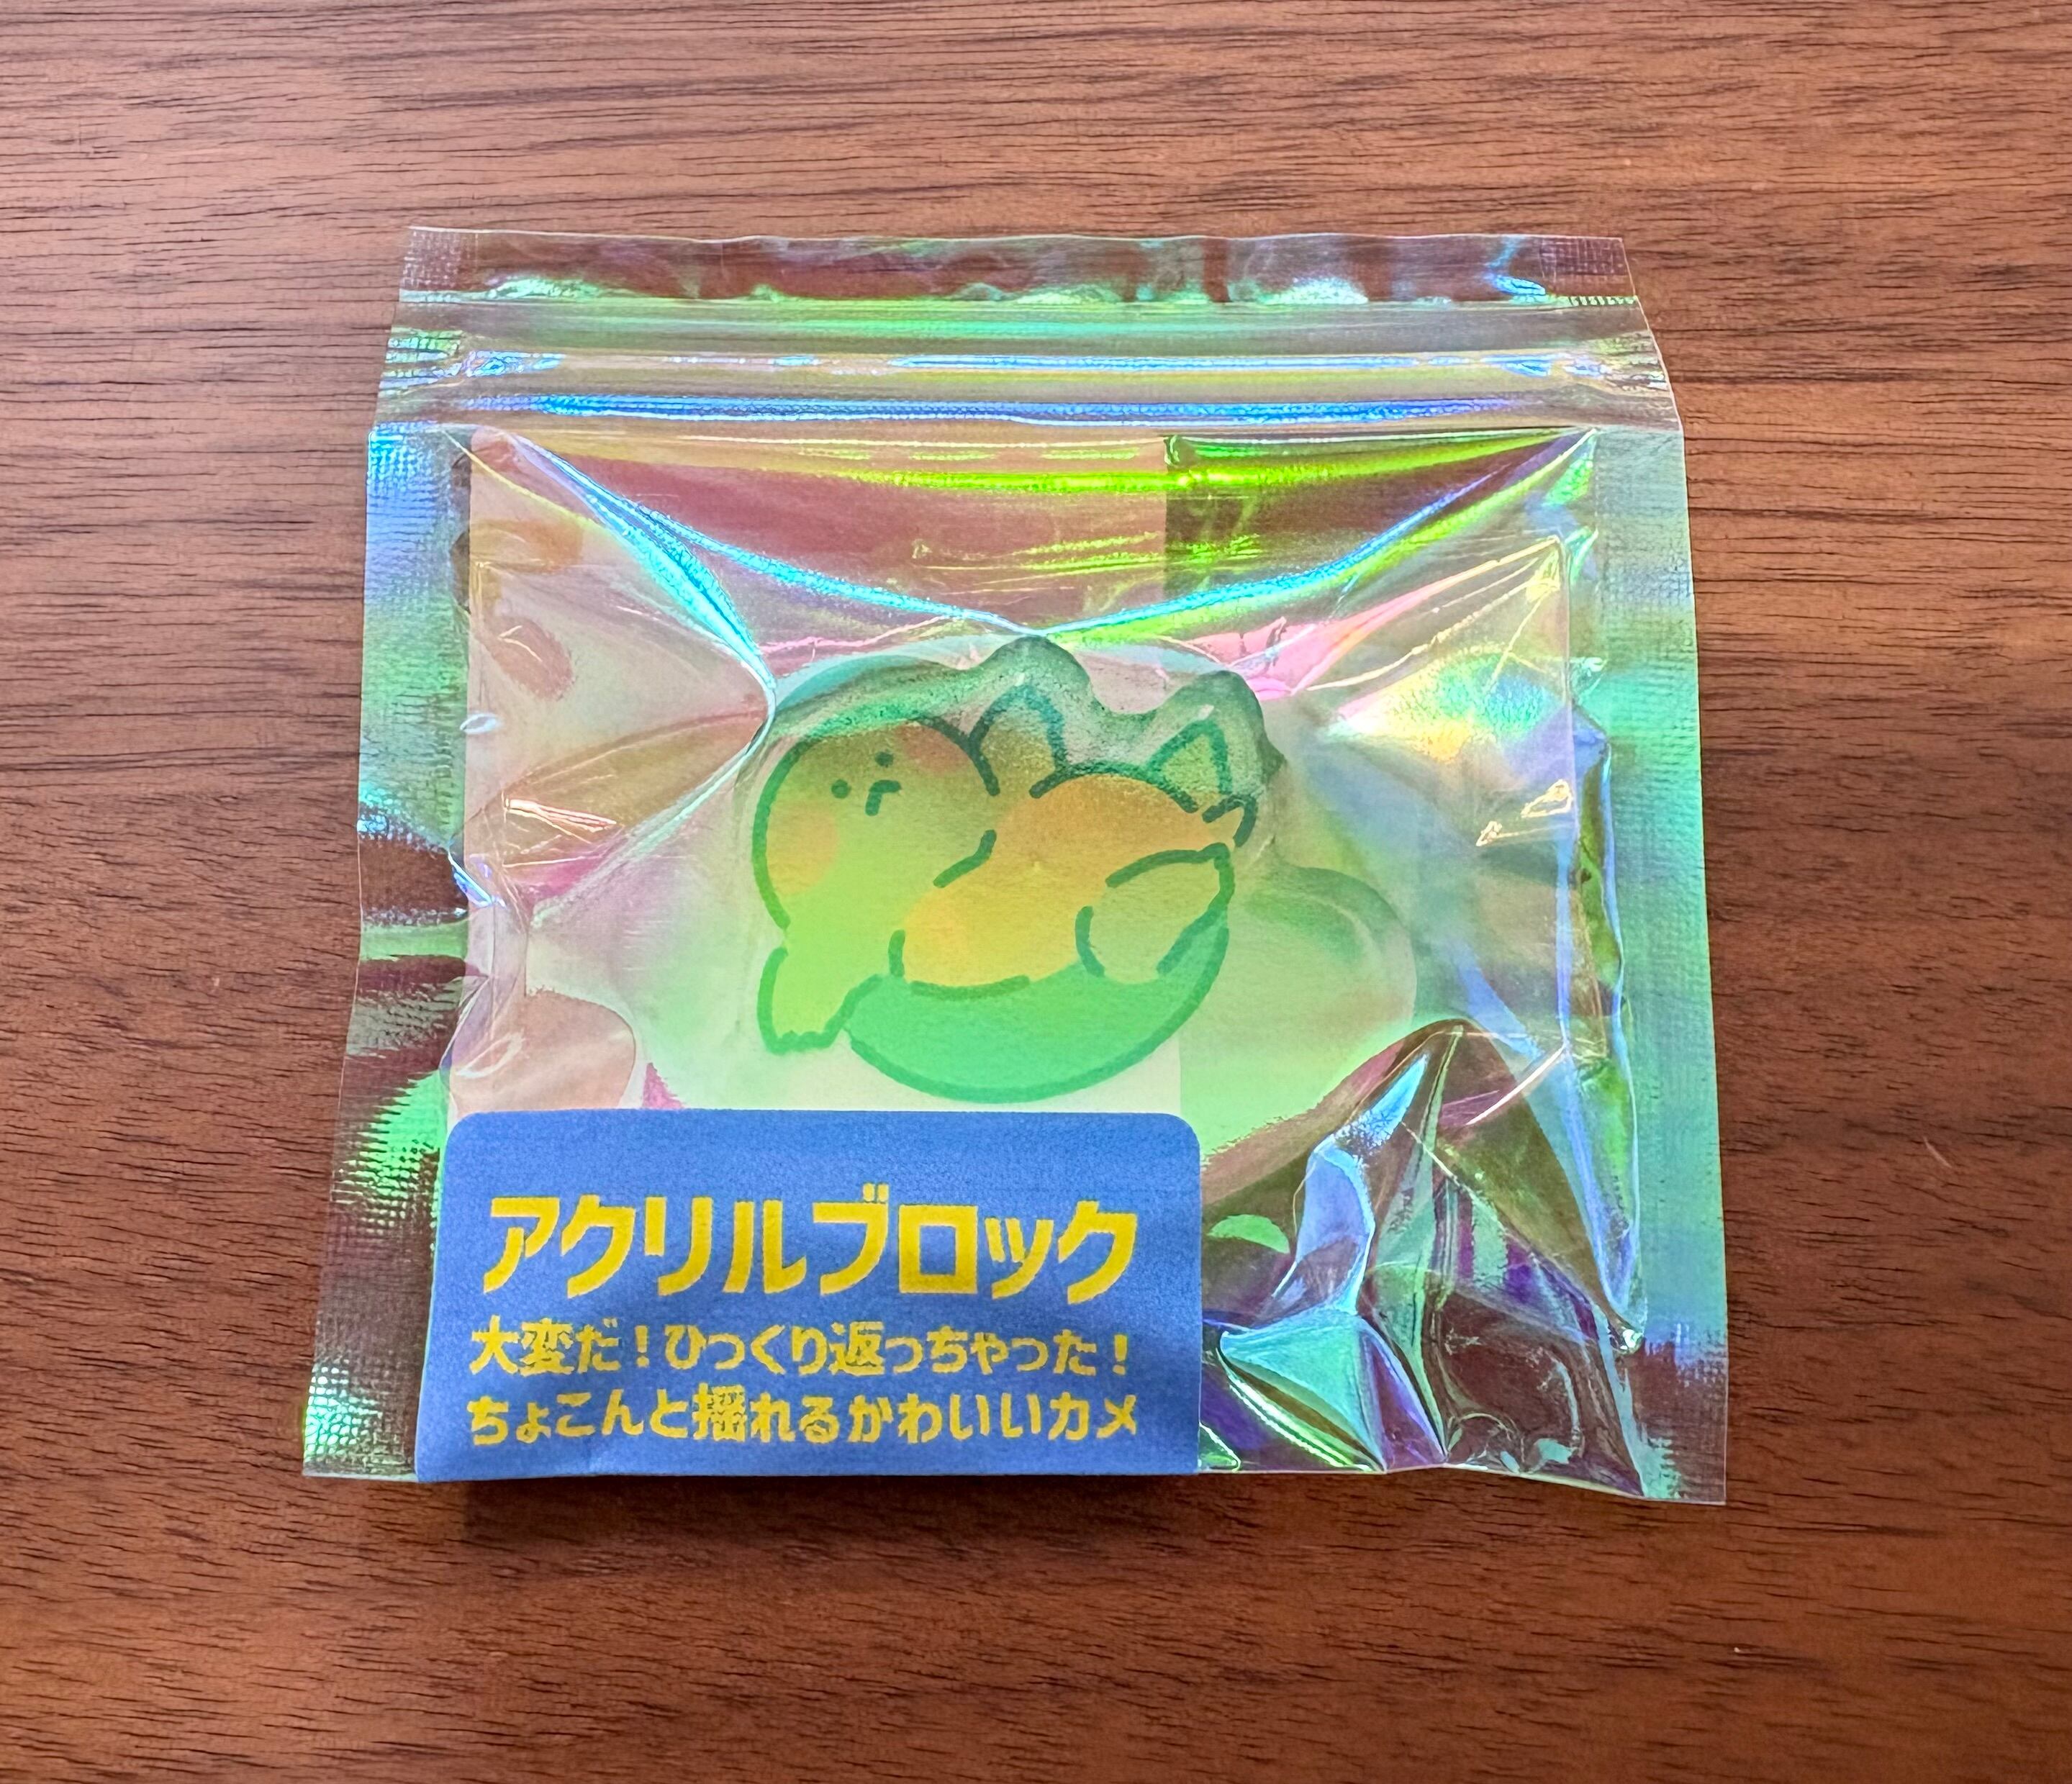 アクリルブロック
大変だ！ひっくり返っちゃった！
ちょこんと揺れるかわいいカメ